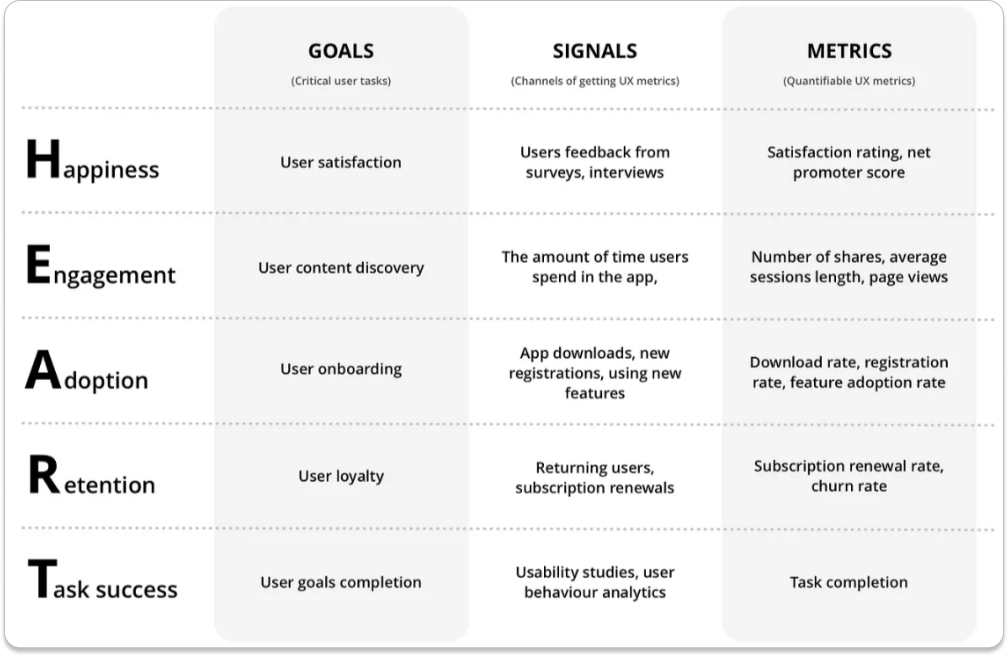 GOALS
SIGNALS
METRICS
(Critical user tasks)
(Channels of getting UX metrics)
(Quantifiable UX metrics)
Happiness
User satisfaction
Users feedback from
surveys, interviews
Satisfaction rating, net
promoter score
Engagement
User content discovery
The amount of time users
spend in the app,
Number of shares, average
sessions length, page views
Adoption
User onboarding
App downloads, new
registrations, using new
features
Download rate, registration
rate, feature adoption rate
Retention
User loyalty
Returning users,
subscription renewals
Subscription renewal rate,
churn rate
Task success
User goals completion
Usability studies, user
behaviour analytics
Task completion